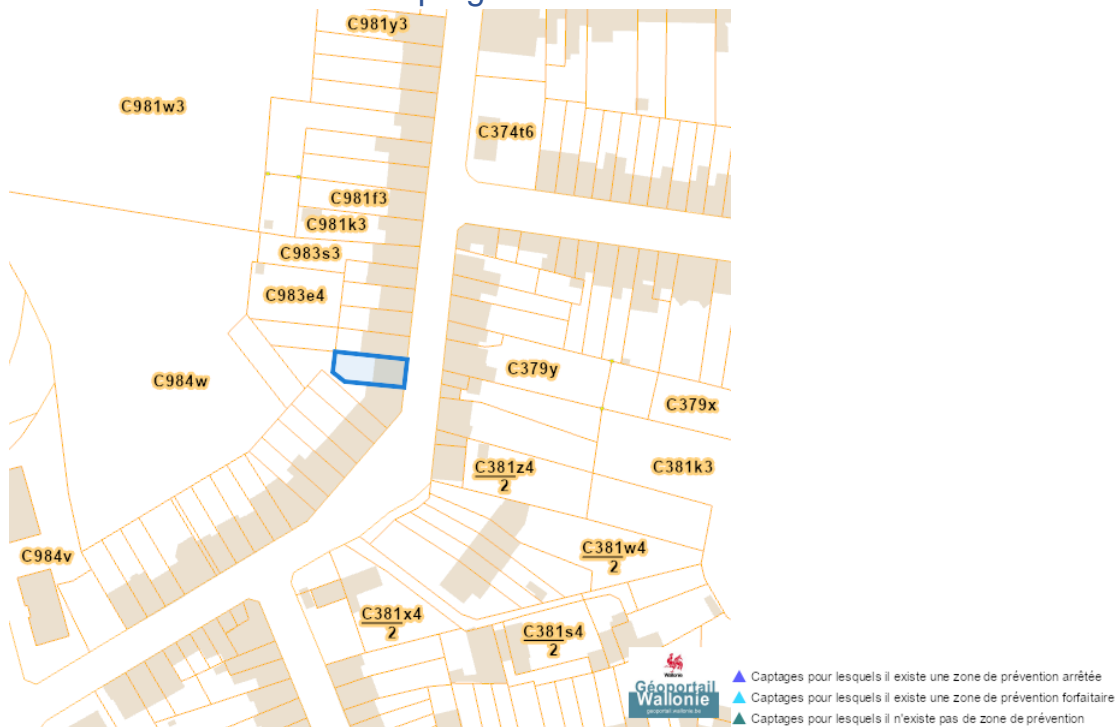 C981y3
C981w3
C374t6
C981f3
C981k3
C983s3
C983e4
C379y
C984w
C379x
C381z4
2
C381k3
C984v
C381w4
2
C381x4
2
C381s4
2
Wallonie
Géoportail
Wallonie
geoportail.wallonie.be
Captages pour lesquels il existe une zone de prévention arrêtée
Captages pour lesquels il existe une zone de prévention forfaitaire
Captages pour lesquels il n'existe pas de zone de prévention